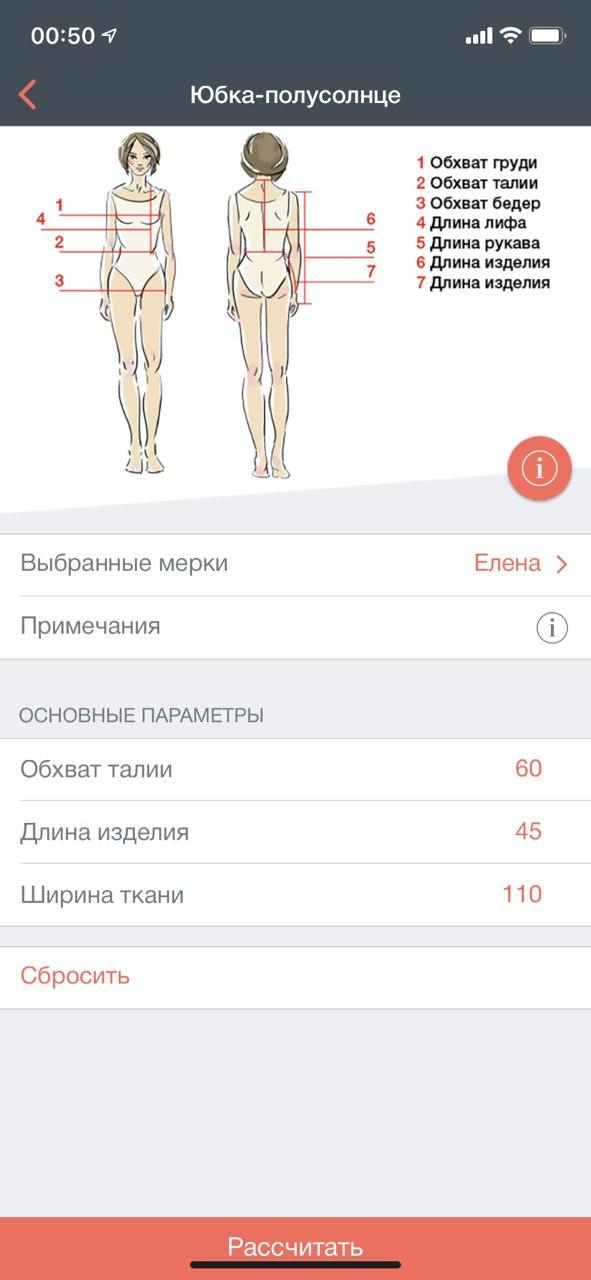 00:50
Юбка-полусолнце
1 Обхват груди
2 Обхват талии
3 Обхват бедер
4 Длина лифа
5 Длина рукава
6 Длина изделия
7 Длина изделия
1
4
2
3
6
5
7
Выбранные мерки Елена
Примечания
ОСНОВНЫЕ ПАРАМЕТРЫ
Обхват талии 60
Длина изделия 45
Ширина ткани 110
Сбросить
Рассчитать